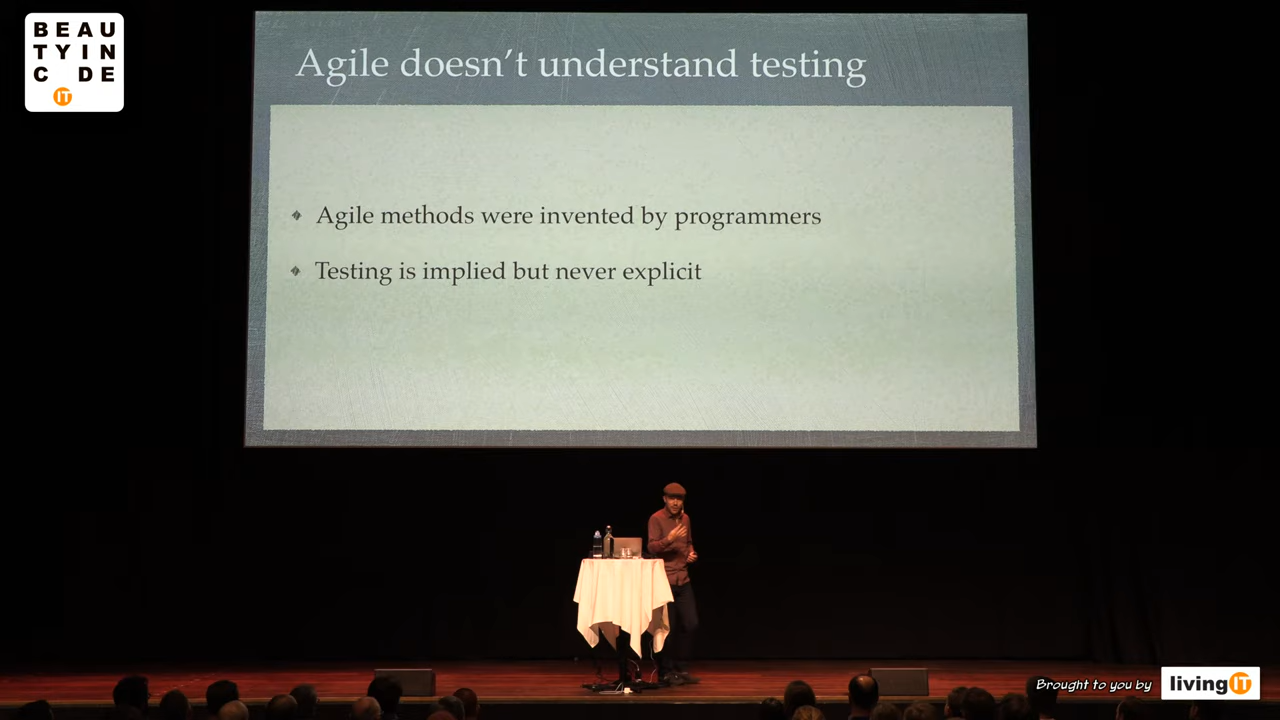 BEAU
TYIN
C DE
IT
Agile doesn't understand testing
Agile methods were invented by programmers
Testing is implied but never explicit
Brought to you by
livingIT